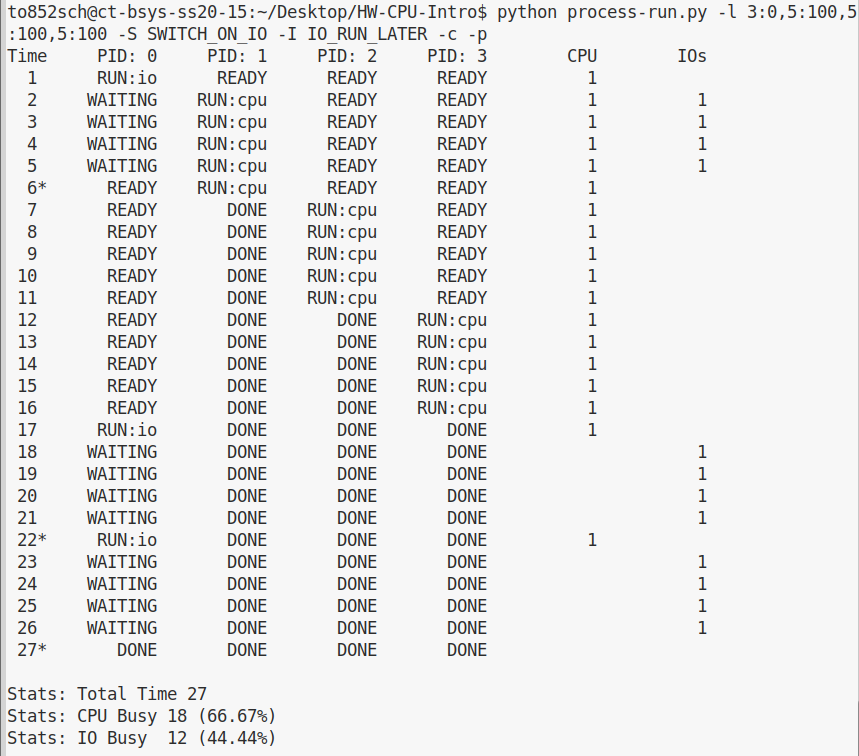 to852sch@ct-bsys-ss20-15:~/Desktop/HW-CPU-Intro$ python process-run.py -l 3:0,5:100,5
:100,5:100 -S SWITCH_ON_IO -I IO_RUN_LATER -c -p
Time     PID: 0     PID: 1     PID: 2     PID: 3        CPU        IOs
  1      RUN:io      READY      READY      READY          1
  2     WAITING    RUN:cpu      READY      READY          1          1
  3     WAITING    RUN:cpu      READY      READY          1          1
  4     WAITING    RUN:cpu      READY      READY          1          1
  5     WAITING    RUN:cpu      READY      READY          1          1
  6*      READY    RUN:cpu      READY      READY          1
  7       READY       DONE    RUN:cpu      READY          1
  8       READY       DONE    RUN:cpu      READY          1
  9       READY       DONE    RUN:cpu      READY          1
 10       READY       DONE    RUN:cpu      READY          1
 11       READY       DONE    RUN:cpu      READY          1
 12       READY       DONE       DONE    RUN:cpu          1
 13       READY       DONE       DONE    RUN:cpu          1
 14       READY       DONE       DONE    RUN:cpu          1
 15       READY       DONE       DONE    RUN:cpu          1
 16       READY       DONE       DONE    RUN:cpu          1
 17      RUN:io       DONE       DONE       DONE          1
 18     WAITING       DONE       DONE       DONE                     1
 19     WAITING       DONE       DONE       DONE                     1
 20     WAITING       DONE       DONE       DONE                     1
 21     WAITING       DONE       DONE       DONE                     1
 22*     RUN:io       DONE       DONE       DONE          1
 23     WAITING       DONE       DONE       DONE                     1
 24     WAITING       DONE       DONE       DONE                     1
 25     WAITING       DONE       DONE       DONE                     1
 26     WAITING       DONE       DONE       DONE                     1
 27*       DONE       DONE       DONE       DONE

Stats: Total Time 27
Stats: CPU Busy 18 (66.67%)
Stats: IO Busy  12 (44.44%)